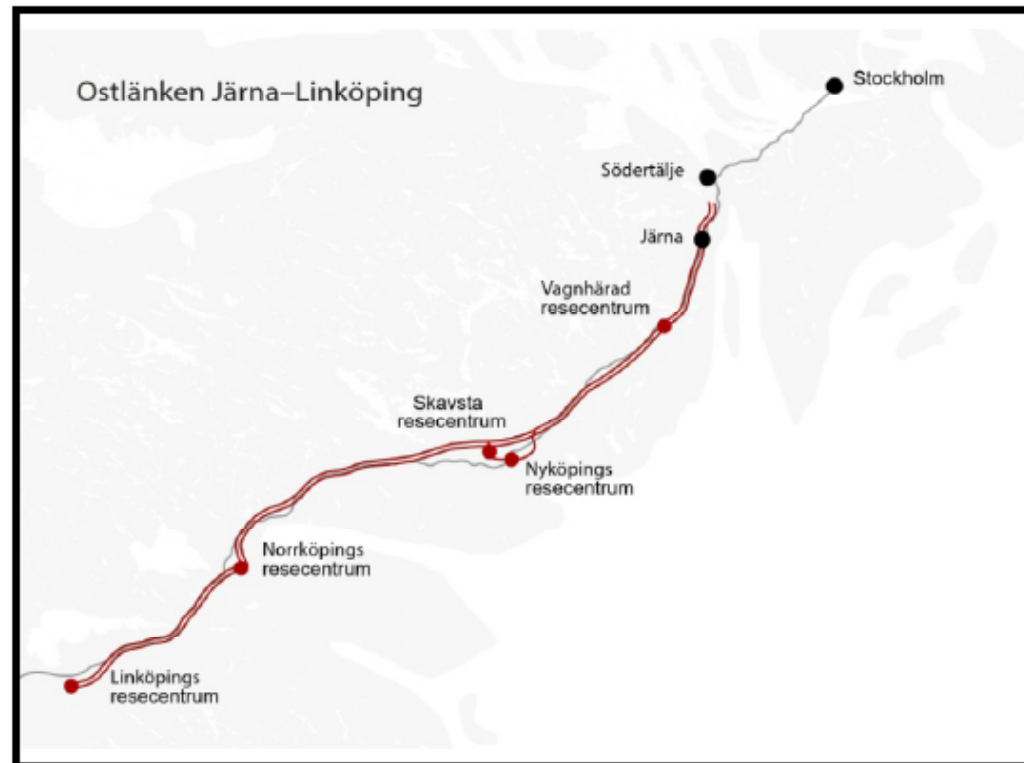 Ostlänken Järna–Linköping
Stockholm
Södertälje
Järna
Vagnhärad
resecentrum
Skavsta
resecentrum
Nyköpings
resecentrum
Norrköpings
resecentrum
Linköpings
resecentrum